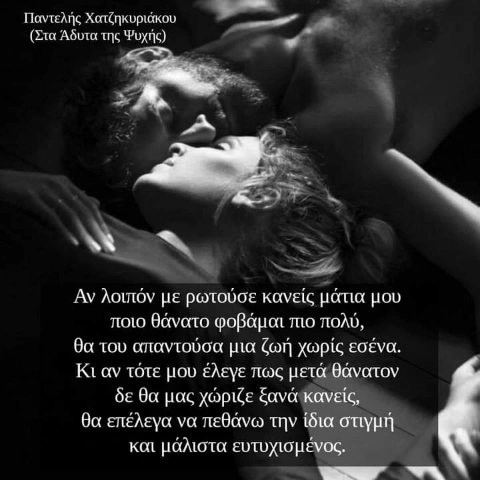 Παντελής Χατζηκυριάκου
(Στα Άδυτα της Ψυχής)
Αν λοιπόν με ρωτούσε κανείς μάτια μου
ποιο θάνατο φοβάμαι πιο πολύ,
θα του απαντούσα μια ζωή χωρίς εσένα.
Κι αν τότε μου έλεγε πως μετά θάνατον
δε θα μας χώριζε ξανά κανείς,
θα επέλεγα να πεθάνω την ίδια στιγμή
και μάλιστα ευτυχισμένος.